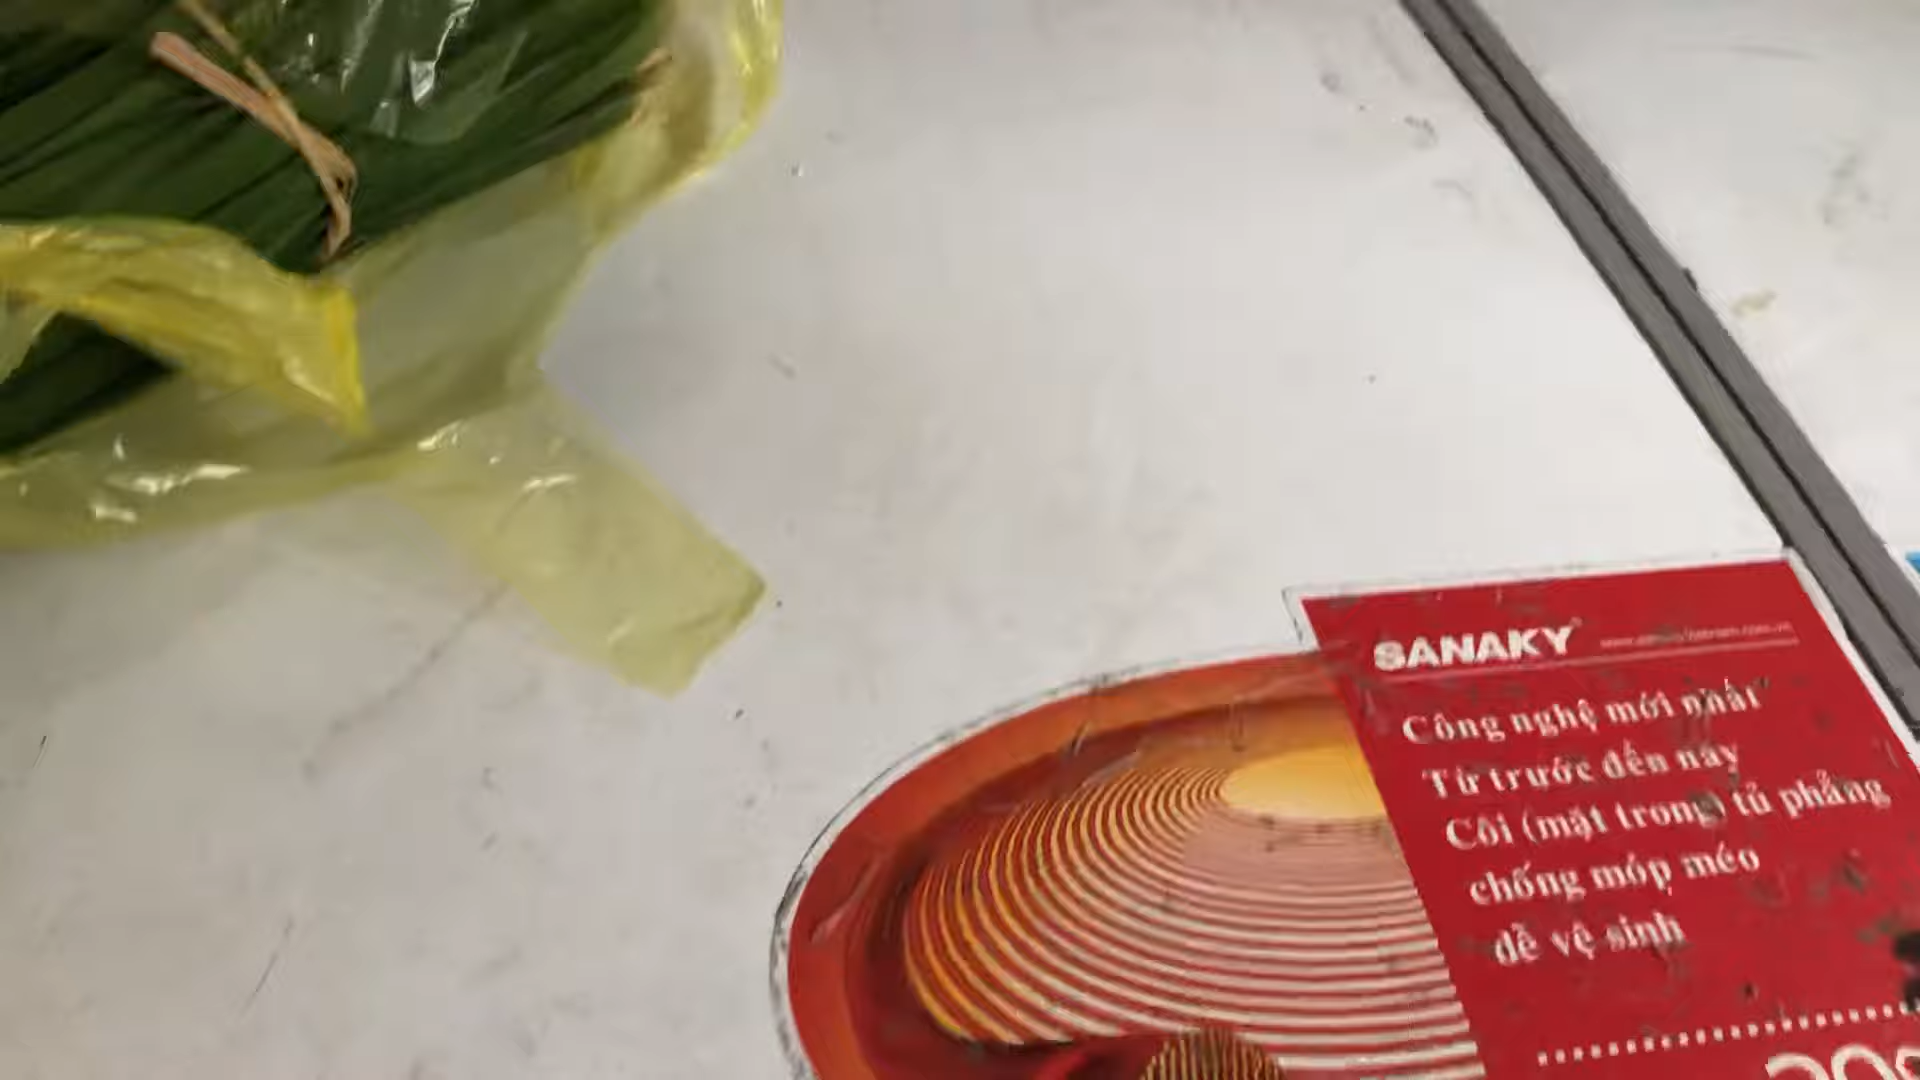 SANAKY
Công nghệ mới nhất
Từ trước đến nay
Côi (mặt trong) tủ phẳng
chống móp méo
dễ vệ sinh